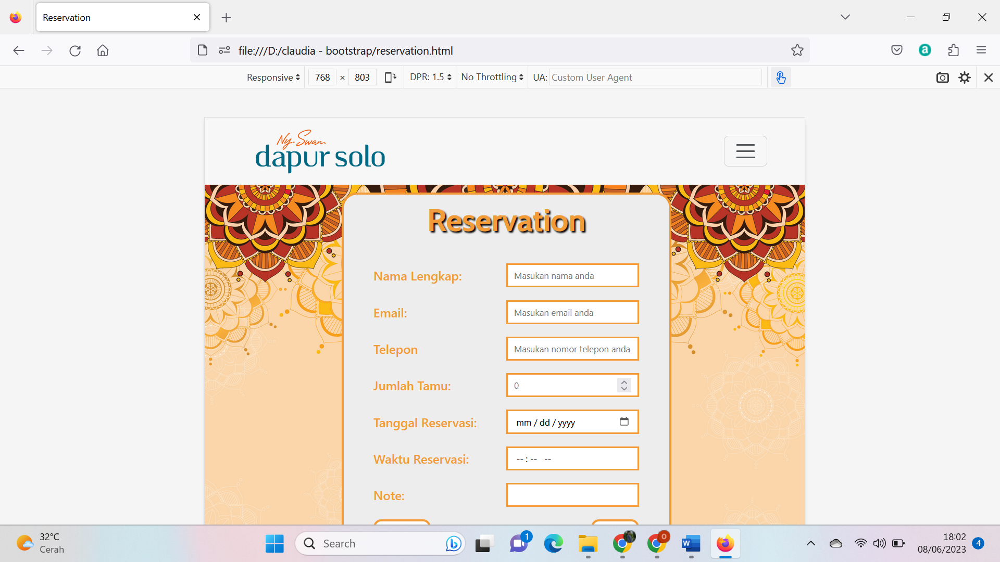 Reservation
file:///D:/claudia - bootstrap/reservation.html
Responsive 768 × 803 DPR: 1.5 No Throttling UA: Custom User Agent
Ny. Swan
dapur solo
Reservation
Nama Lengkap: Masukan nama anda
Email: Masukan email anda
Telepon Masukan nomor telepon anda
Jumlah Tamu: 0
Tanggal Reservasi: mm / dd / yyyy
Waktu Reservasi: -- : -- --
Note:
32°C
Cerah
Search
1
0
18:02
08/06/2023
4